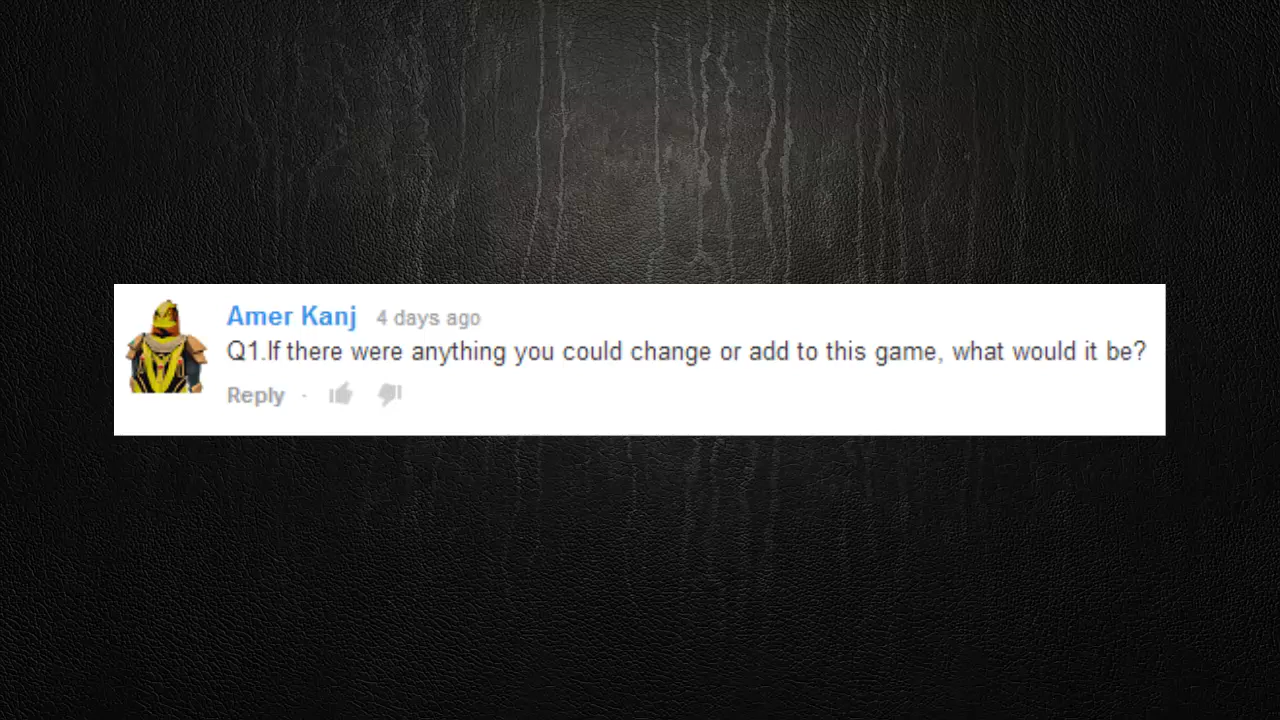 Amer Kanj 4 days ago
Q1.If there were anything you could change or add to this game, what would it be?
Reply ·